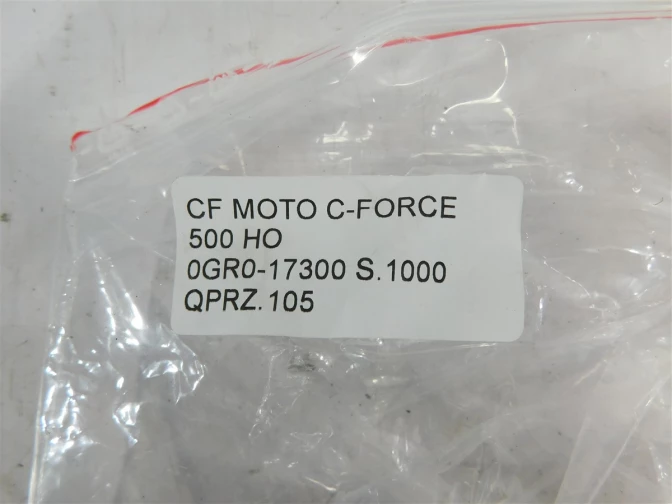 CF MOTO C-FORCE
500 HO
0GR0-17300 S.1000
QPRZ.105